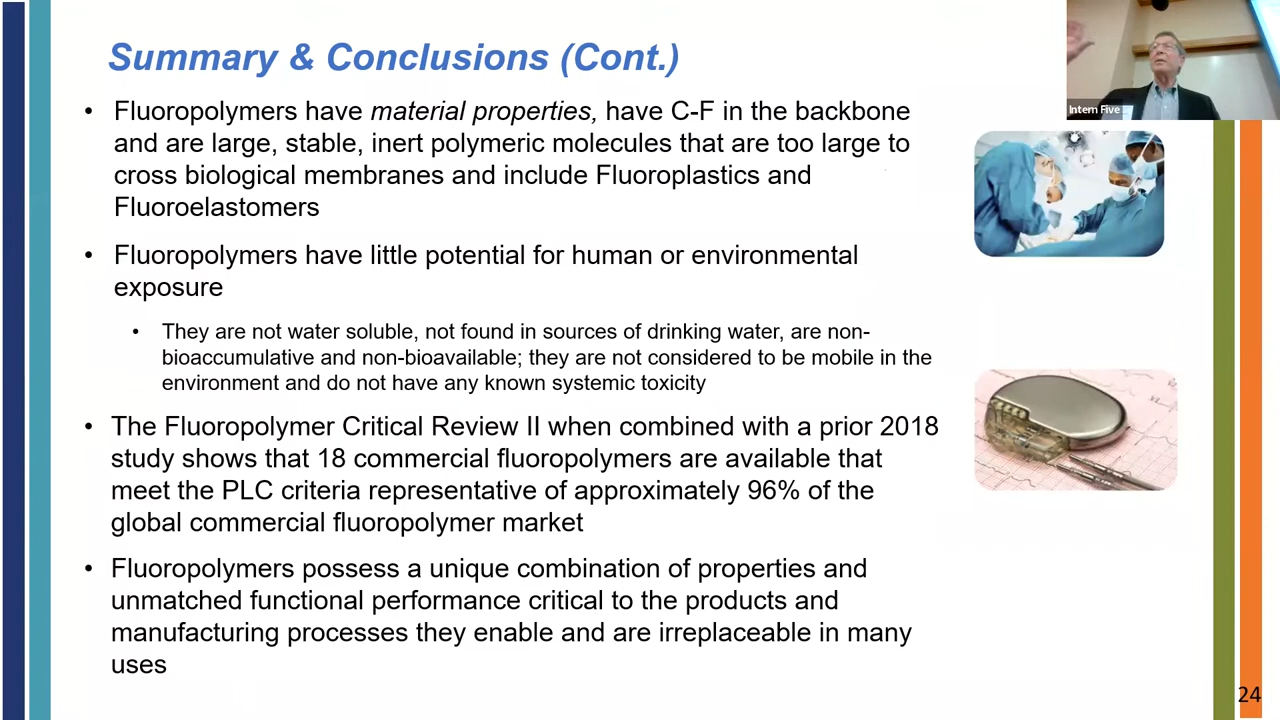 Summary & Conclusions (Cont.)
Intern Five
• Fluoropolymers have material properties, have C-F in the backbone
and are large, stable, inert polymeric molecules that are too large to
cross biological membranes and include Fluoroplastics and
Fluoroelastomers
• Fluoropolymers have little potential for human or environmental
exposure
• They are not water soluble, not found in sources of drinking water, are non-
bioaccumulative and non-bioavailable; they are not considered to be mobile in the
environment and do not have any known systemic toxicity
• The Fluoropolymer Critical Review II when combined with a prior 2018
study shows that 18 commercial fluoropolymers are available that
meet the PLC criteria representative of approximately 96% of the
global commercial fluoropolymer market
• Fluoropolymers possess a unique combination of properties and
unmatched functional performance critical to the products and
manufacturing processes they enable and are irreplaceable in many
uses
24